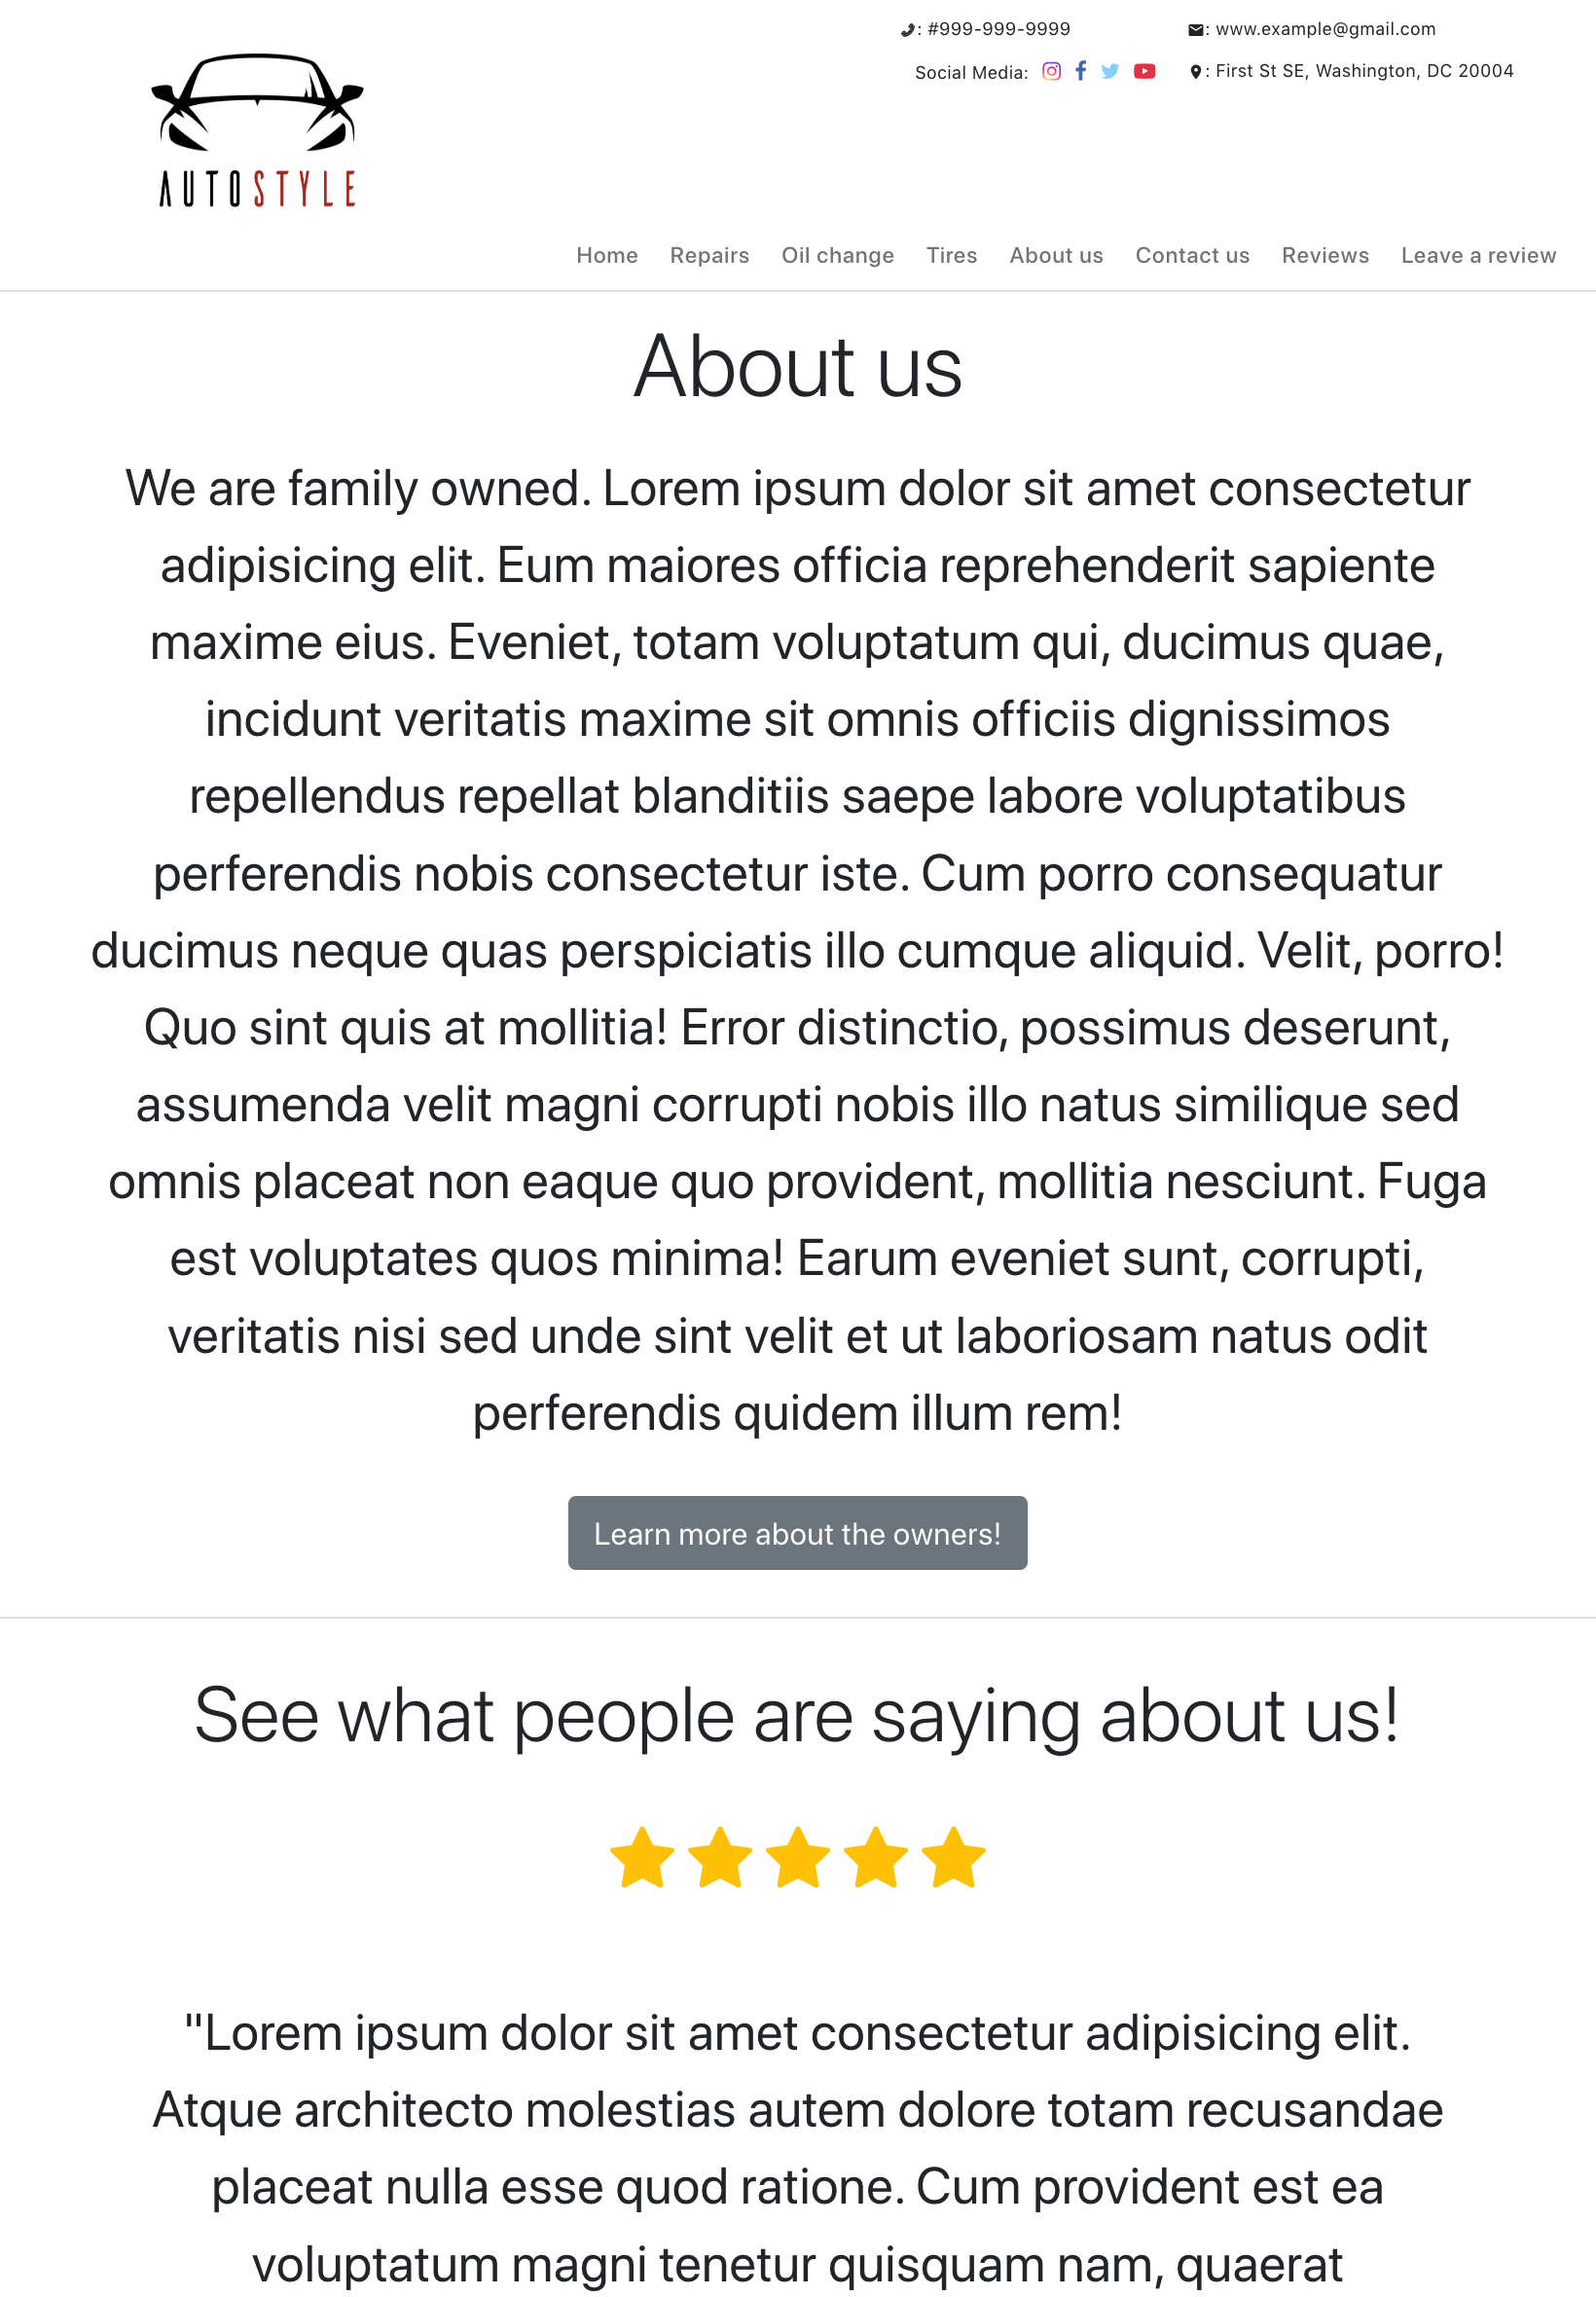 : #999-999-9999
: www.example@gmail.com
Social Media:
: First St SE, Washington, DC 20004
AUTOSTYLE
Home Repairs Oil change Tires About us Contact us Reviews Leave a review
About us
We are family owned. Lorem ipsum dolor sit amet consectetur
adipisicing elit. Eum maiores officia reprehenderit sapiente
maxime eius. Eveniet, totam voluptatum qui, ducimus quae,
incidunt veritatis maxime sit omnis officiis dignissimos
repellendus repellat blanditiis saepe labore voluptatibus
perferendis nobis consectetur iste. Cum porro consequatur
ducimus neque quas perspiciatis illo cumque aliquid. Velit, porro!
Quo sint quis at mollitia! Error distinctio, possimus deserunt,
assumenda velit magni corrupti nobis illo natus similique sed
omnis placeat non eaque quo provident, mollitia nesciunt. Fuga
est voluptates quos minima! Earum eveniet sunt, corrupti,
veritatis nisi sed unde sint velit et ut laboriosam natus odit
perferendis quidem illum rem!
Learn more about the owners!
See what people are saying about us!
"Lorem ipsum dolor sit amet consectetur adipisicing elit.
Atque architecto molestias autem dolore totam recusandae
placeat nulla esse quod ratione. Cum provident est ea
voluptatum magni tenetur quisquam nam, quaerat